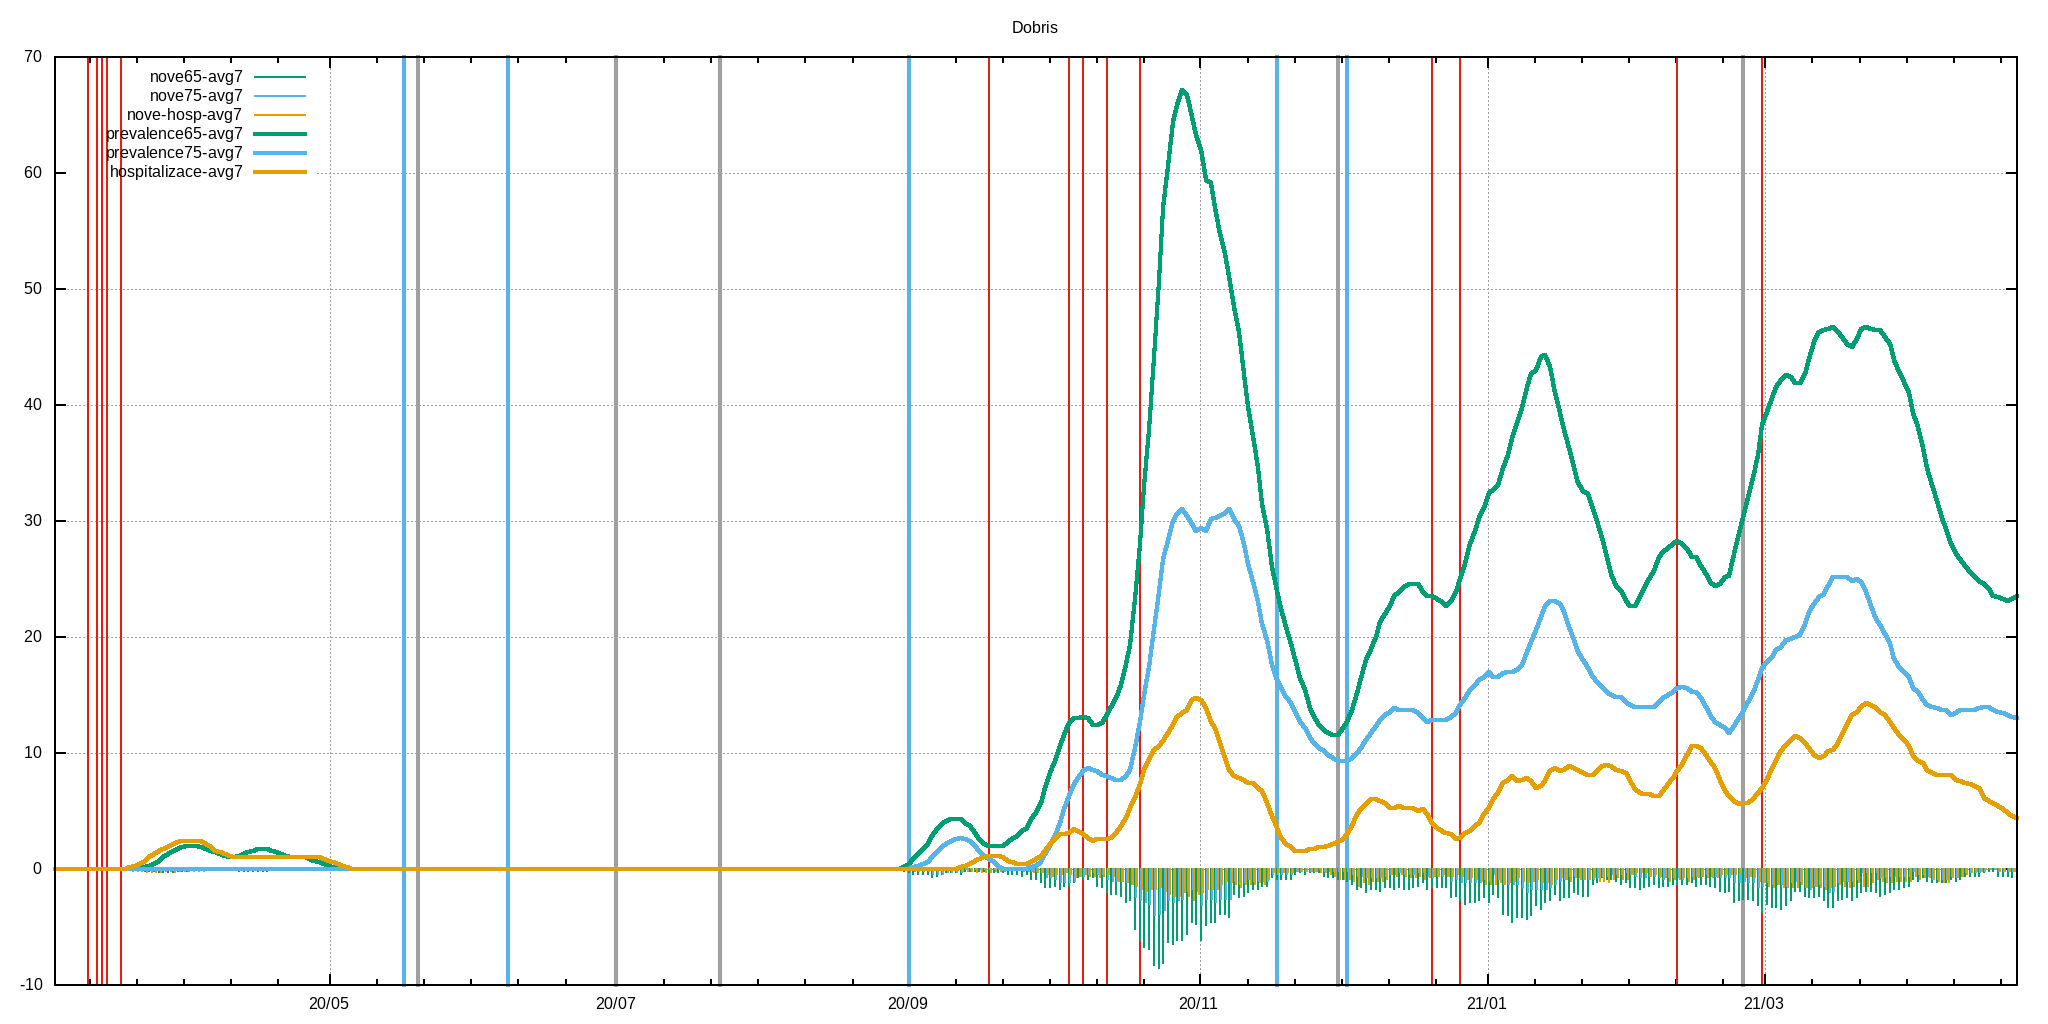 Dobris
70
60
50
40
30
20
10
0
-10
nove65-avg7
nove75-avg7
nove-hosp-avg7
prevalence65-avg7
prevalence75-avg7
hospitalizace-avg7
20/05 20/07 20/09 20/11 21/01 21/03